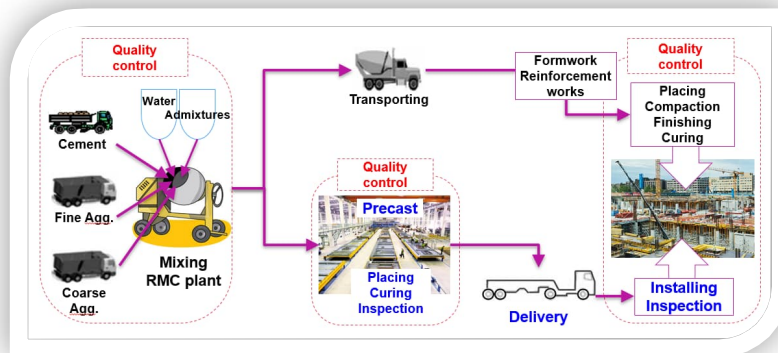 Quality
control
Water
Admixtures
Cement
Fine Agg.
Coarse
Agg.
Mixing
RMC plant
Transporting
Formwork
Reinforcement
works
Quality
control
Placing
Compaction
Finishing
Curing
Quality
control
Precast
Placing
Curing
Inspection
Delivery
Installing
Inspection